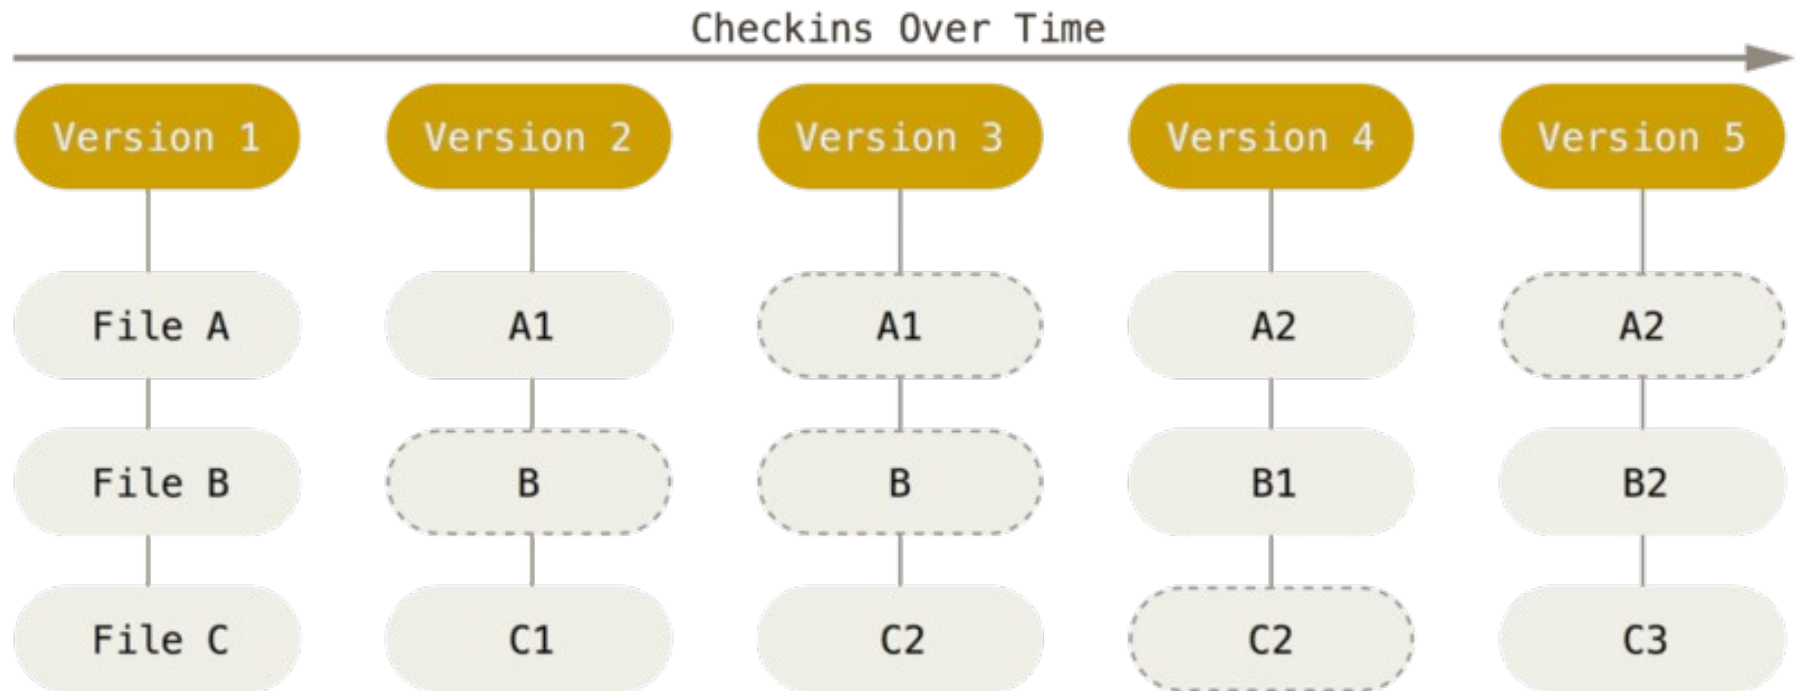 Checkins Over Time
Version 1 Version 2 Version 3 Version 4 Version 5
File A A1 A1 A2 A2
File B B B B1 B2
File C C1 C2 C2 C3